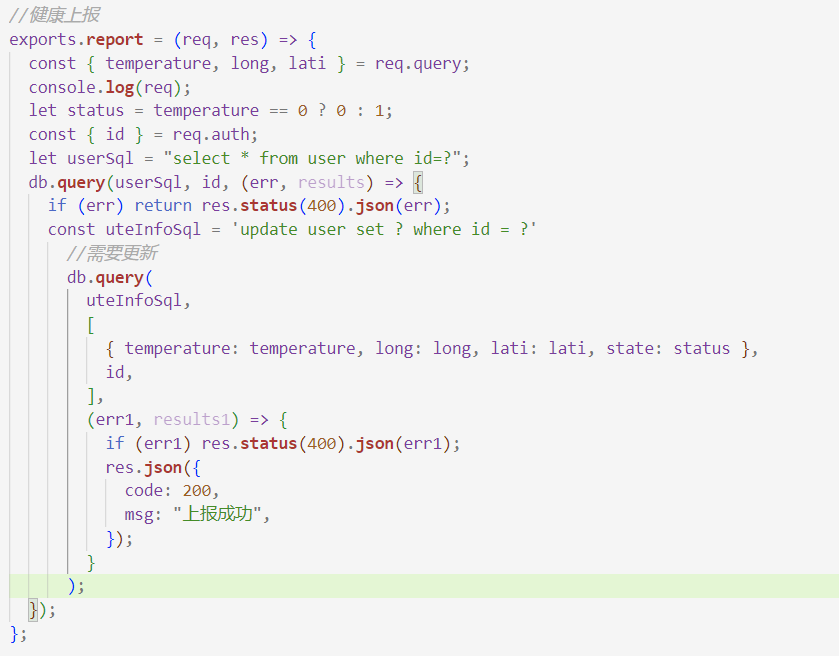 //健康上报
exports.report = (req, res) => {
const { temperature, long, lati } = req.query;
console.log(req);
let status = temperature == 0 ? 0 : 1;
const { id } = req.auth;
let userSql = "select * from user where id=?";
db.query(userSql, id, (err, results) => {
if (err) return res.status(400).json(err);
const uteInfoSql = 'update user set ? where id = ?'
//需要更新
db.query(
uteInfoSql,
[
{ temperature: temperature, long: long, lati: lati, state: status },
id,
],
(err1, results1) => {
if (err1) res.status(400).json(err1);
res.json({
code: 200,
msg: "上报成功",
});
}
);
});
};